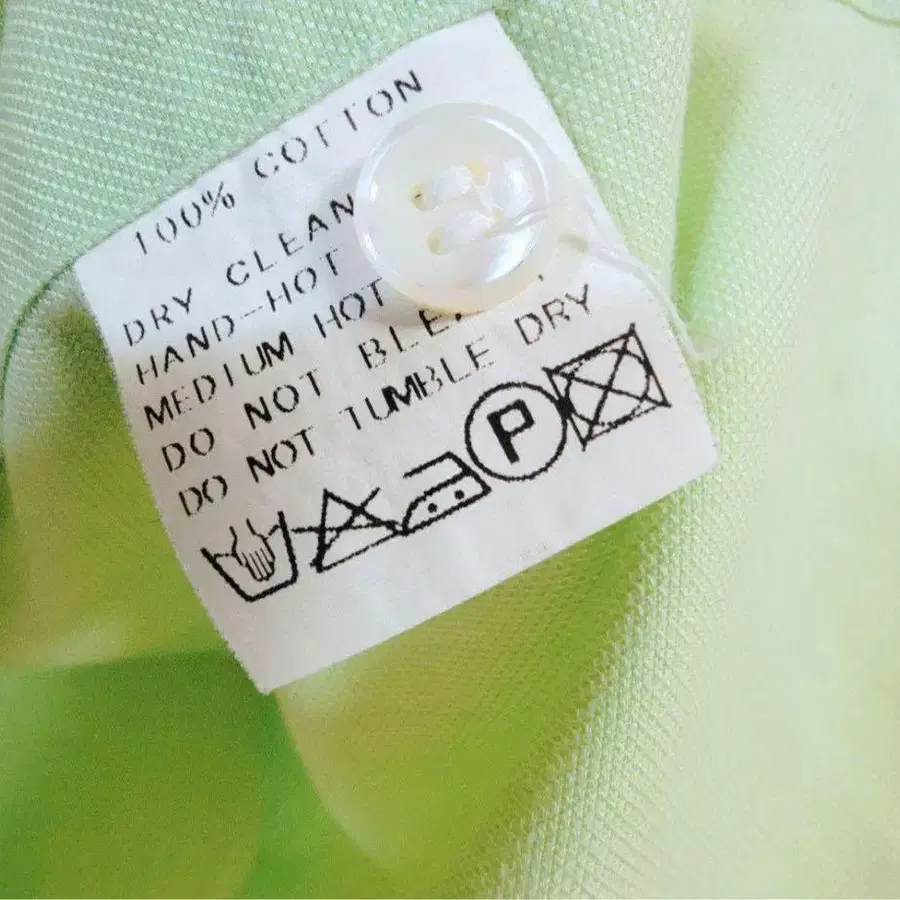 100% COTTON
DRY CLEAN
HAND-HOT
MEDIUM HOT
DO NOT
DO NOT TUMBLE DRY
P